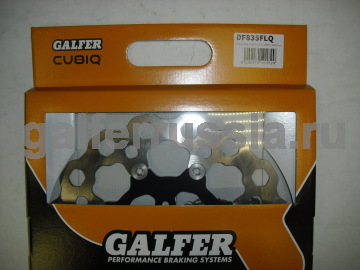 GALFER
CUBIQ
DF835FLQ
galferrussia.ru
GALFER
PERFORMANCE BRAKING SYSTEMS